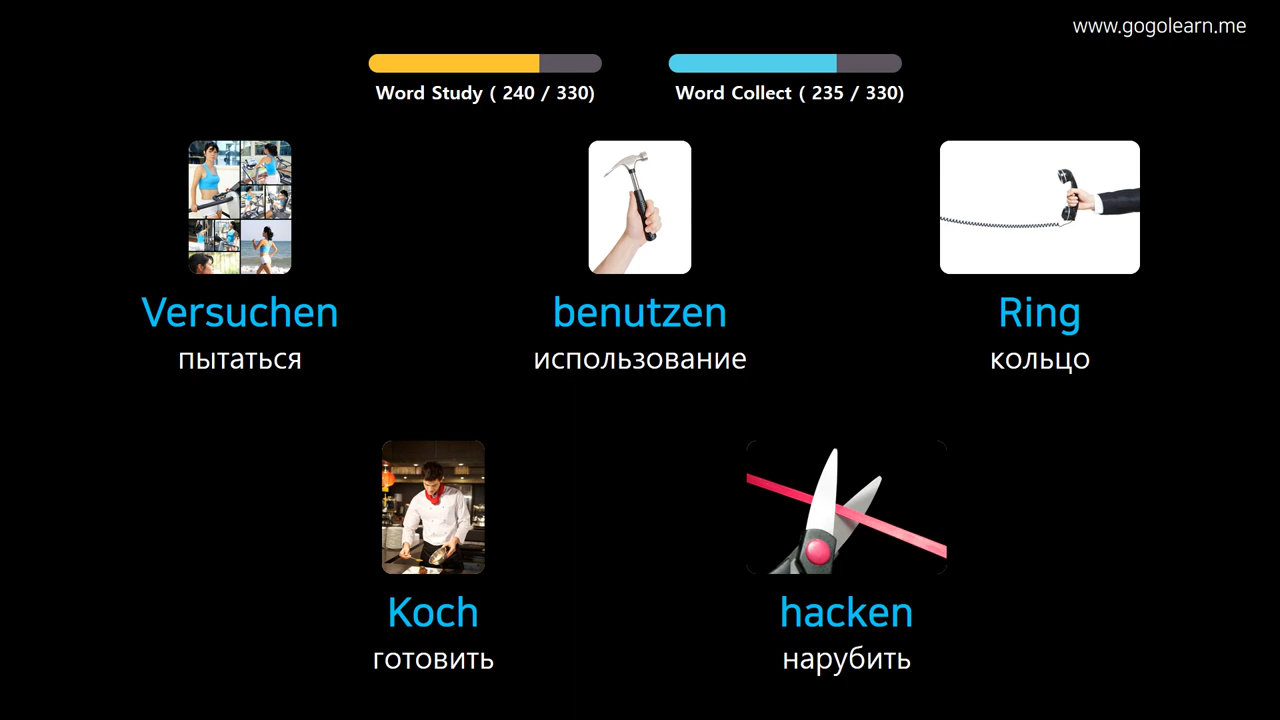 www.gogolearn.me
Word Study ( 240 / 330)
Word Collect ( 235 / 330)
Versuchen
пытаться
benutzen
использование
Ring
кольцо
Koch
готовить
hacken
нарубить